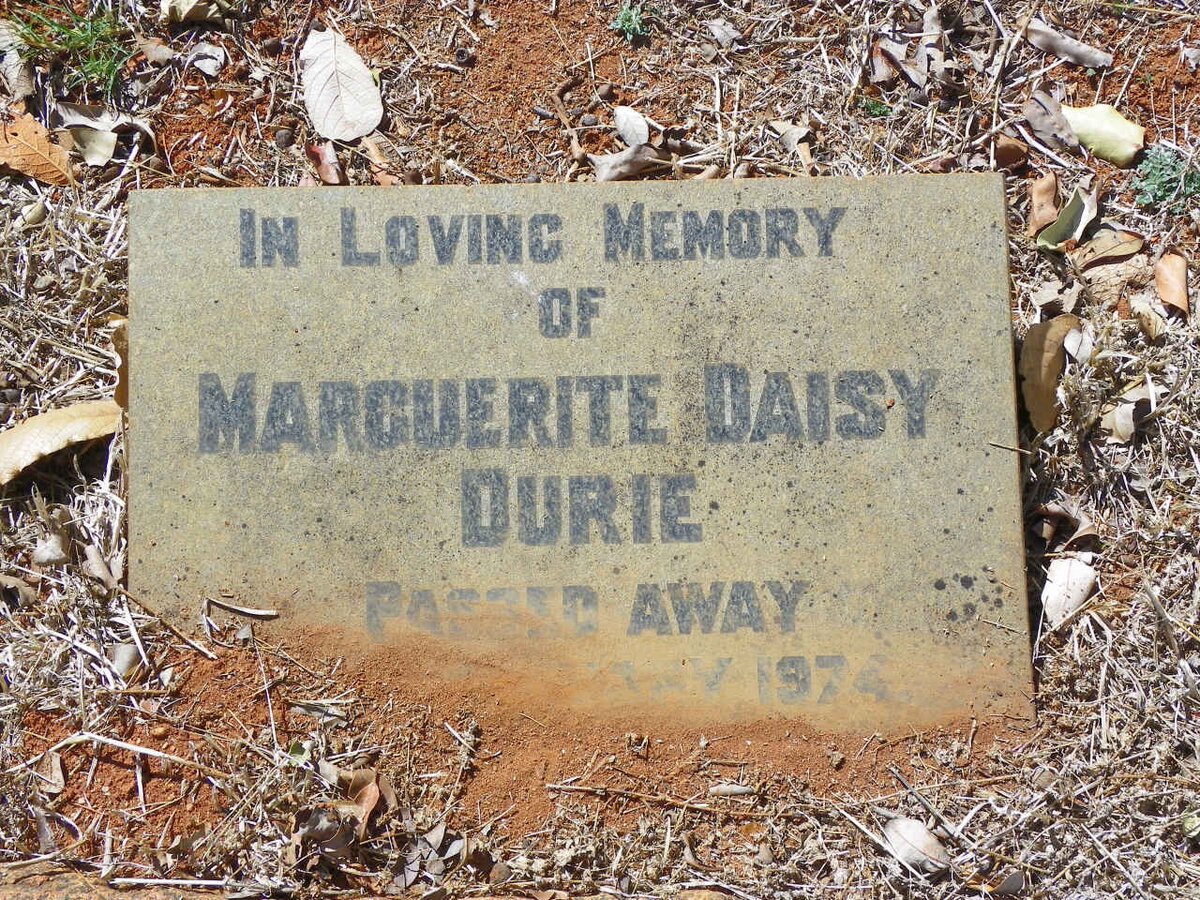 In Loving Memory
of
Marguerite Daisy
Durie
Passed away
1974